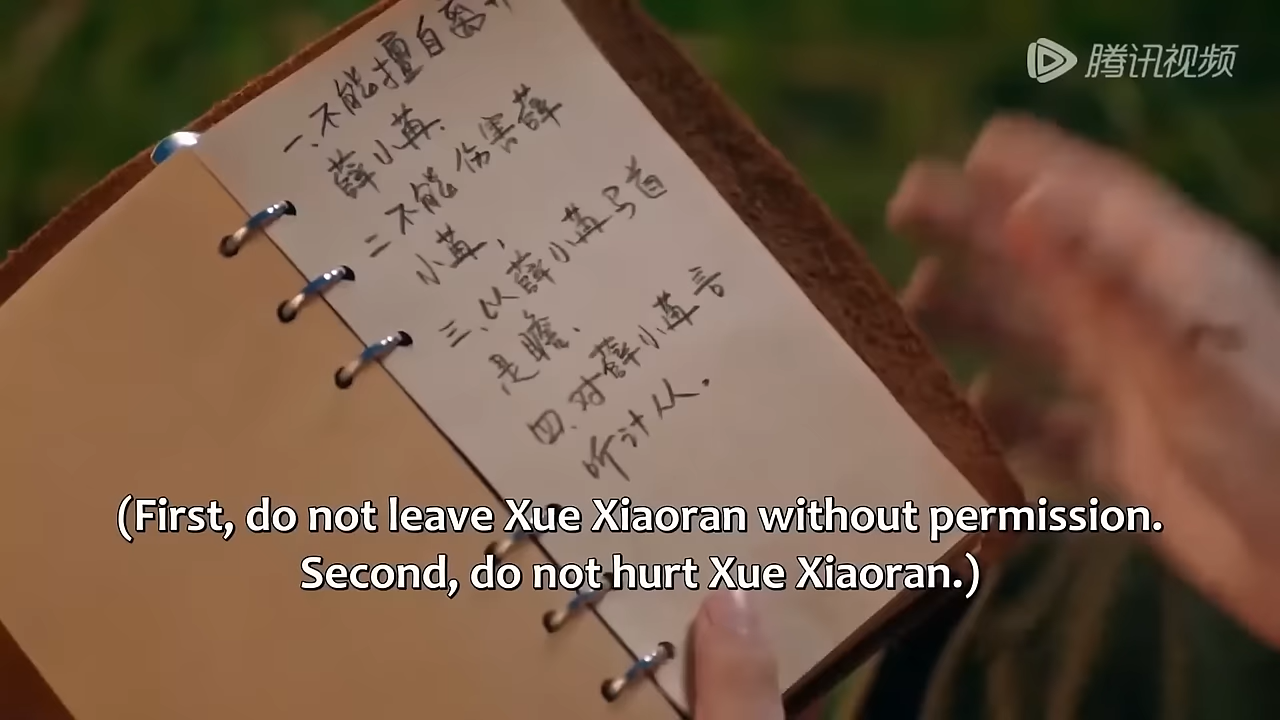 腾讯视频
一.不能擅自离开
薛小苒.
二.不能伤害薛
小苒,
三、以薛小苒马首
是瞻.
四.对薛小苒言
听计从.
(First, do not leave Xue Xiaoran without permission.
Second, do not hurt Xue Xiaoran.)